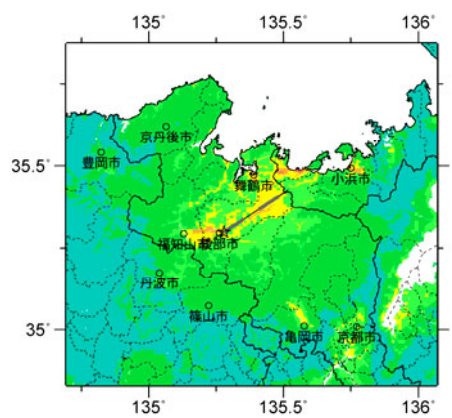 135 135.5 136
京丹後市
豊岡市
35.5
舞鶴市
小浜市
福知山市
綾部市
丹波市
篠山市
35
亀岡市
京都市
135 135.5 136